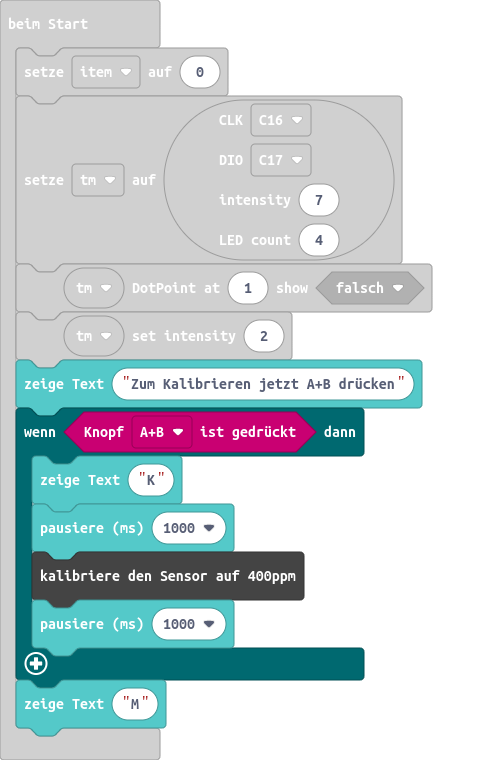 beim Start
setze item auf 0
CLK C16
DIO C17
setze tm auf
intensity 7
LED count 4
tm DotPoint at 1 show falsch
tm set intensity 2
zeige Text "Zum Kalibrieren jetzt A+B drücken"
wenn Knopf A+B ist gedrückt dann
zeige Text "K"
pausiere (ms) 1000
kalibriere den Sensor auf 400ppm
pausiere (ms) 1000
zeige Text "M"